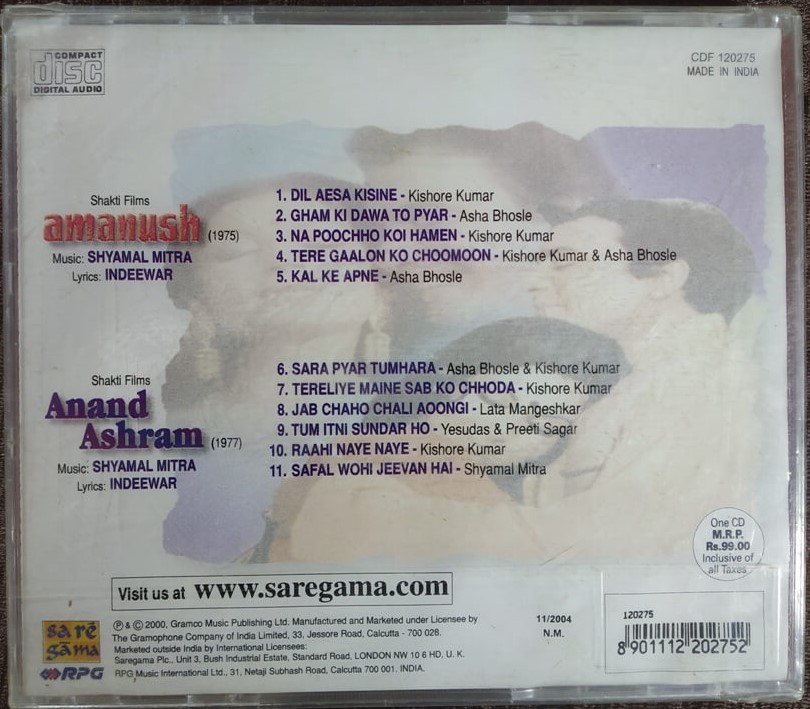 COMPACT
disc
DIGITAL AUDIO
CDF 120275
MADE IN INDIA
Shakti Films
amanush (1975)
Music: SHYAMAL MITRA
Lyrics: INDEEWAR
1. DIL AESA KISINE - Kishore Kumar
2. GHAM KI DAWA TO PYAR - Asha Bhosle
3. NA POOCHHO KOI HAMEN - Kishore Kumar
4. TERE GAALON KO CHOOMOON - Kishore Kumar & Asha Bhosle
5. KAL KE APNE - Asha Bhosle
Shakti Films
Anand
Ashram (1977)
Music: SHYAMAL MITRA
Lyrics: INDEEWAR
6. SARA PYAR TUMHARA - Asha Bhosle & Kishore Kumar
7. TERELIYE MAINE SAB KO CHHODA - Kishore Kumar
8. JAB CHAHO CHALI AOONGI - Lata Mangeshkar
9. TUM ITNI SUNDAR HO - Yesudas & Preeti Sagar
10. RAAHI NAYE NAYE - Kishore Kumar
11. SAFAL WOHI JEEVAN HAI - Shyamal Mitra
One CD
M.R.P.
Rs.99.00
Inclusive of
all Taxes
Visit us at www.saregama.com
sa rē
gāma
RPG
℗ & © 2000, Gramco Music Publishing Ltd. Manufactured and Marketed under Licensee by
The Gramophone Company of India Limited, 33, Jessore Road, Calcutta - 700 028.
Marketed outside India by International Licensees:
Saregama Plc., Unit 3, Bush Industrial Estate, Standard Road, LONDON NW 10 6 HD, U. K.
RPG Music International Ltd., 31, Netaji Subhash Road, Calcutta 700 001. INDIA.
11/2004
N.M.
120275
8 901112 202752